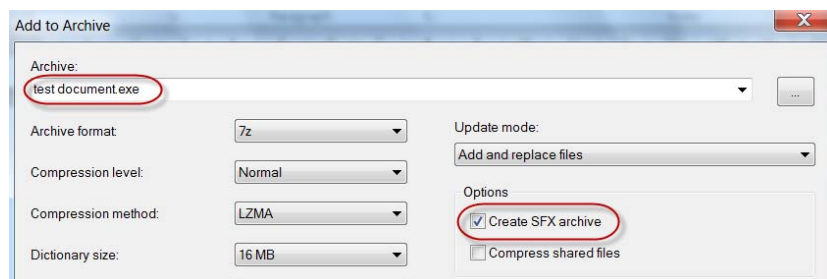 Add to Archive
Archive:
test document.exe
...
Archive format:
7z
Update mode:
Add and replace files
Compression level:
Normal
Options
Compression method:
LZMA
Create SFX archive
Dictionary size:
16 MB
Compress shared files